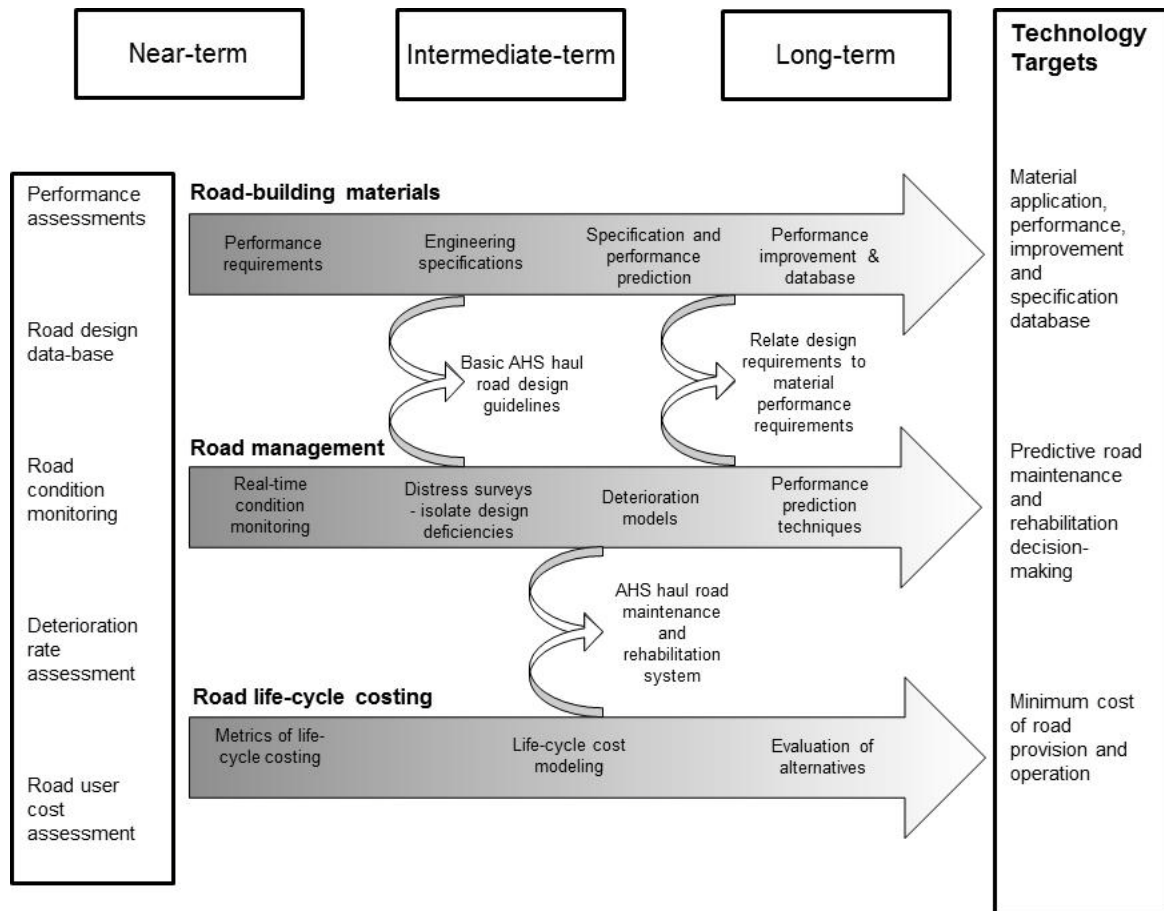 Near-term
Intermediate-term
Long-term
Technology
Targets
Performance
assessments
Road design
data-base
Road
condition
monitoring
Deterioration
rate
assessment
Road user
cost
assessment
Road-building materials
Performance
requirements
Engineering
specifications
Specification and
performance
prediction
Performance
improvement &
database
Material
application,
performance,
improvement
and
specification
database
Basic AHS haul
road design
guidelines
Relate design
requirements to
material
performance
requirements
Road management
Real-time
condition
monitoring
Distress surveys
- isolate design
deficiencies
Deterioration
models
Performance
prediction
techniques
Predictive road
maintenance
and
rehabilitation
decision-
making
AHS haul road
maintenance
and
rehabilitation
system
Road life-cycle costing
Metrics of life-
cycle costing
Life-cycle cost
modeling
Evaluation of
alternatives
Minimum cost
of road
provision and
operation